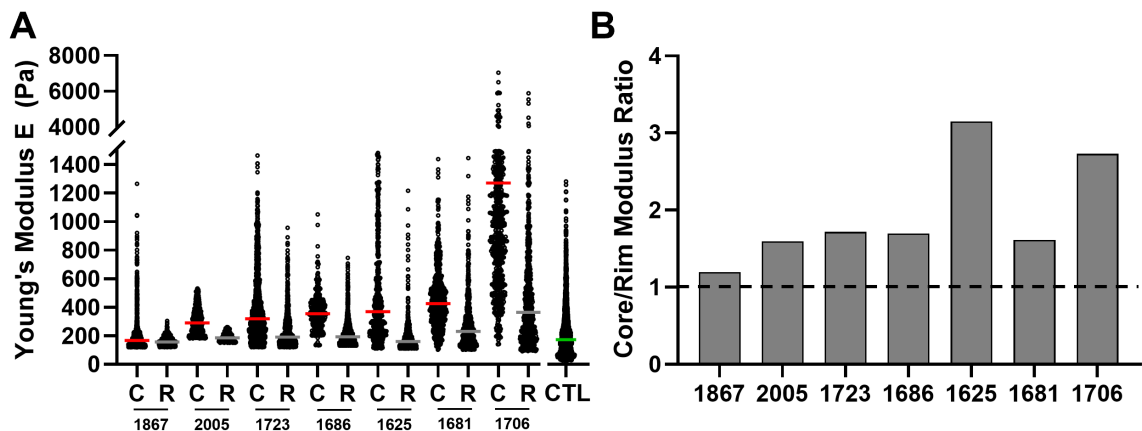 A
Young's Modulus E (Pa)
8000
6000
4000
1400
1200
1000
800
600
400
200
0
C R C R C R C R C R C R C R CTL
1867 2005 1723 1686 1625 1681 1706
B
Core/Rim Modulus Ratio
4
3
2
1
0
1867 2005 1723 1686 1625 1681 1706